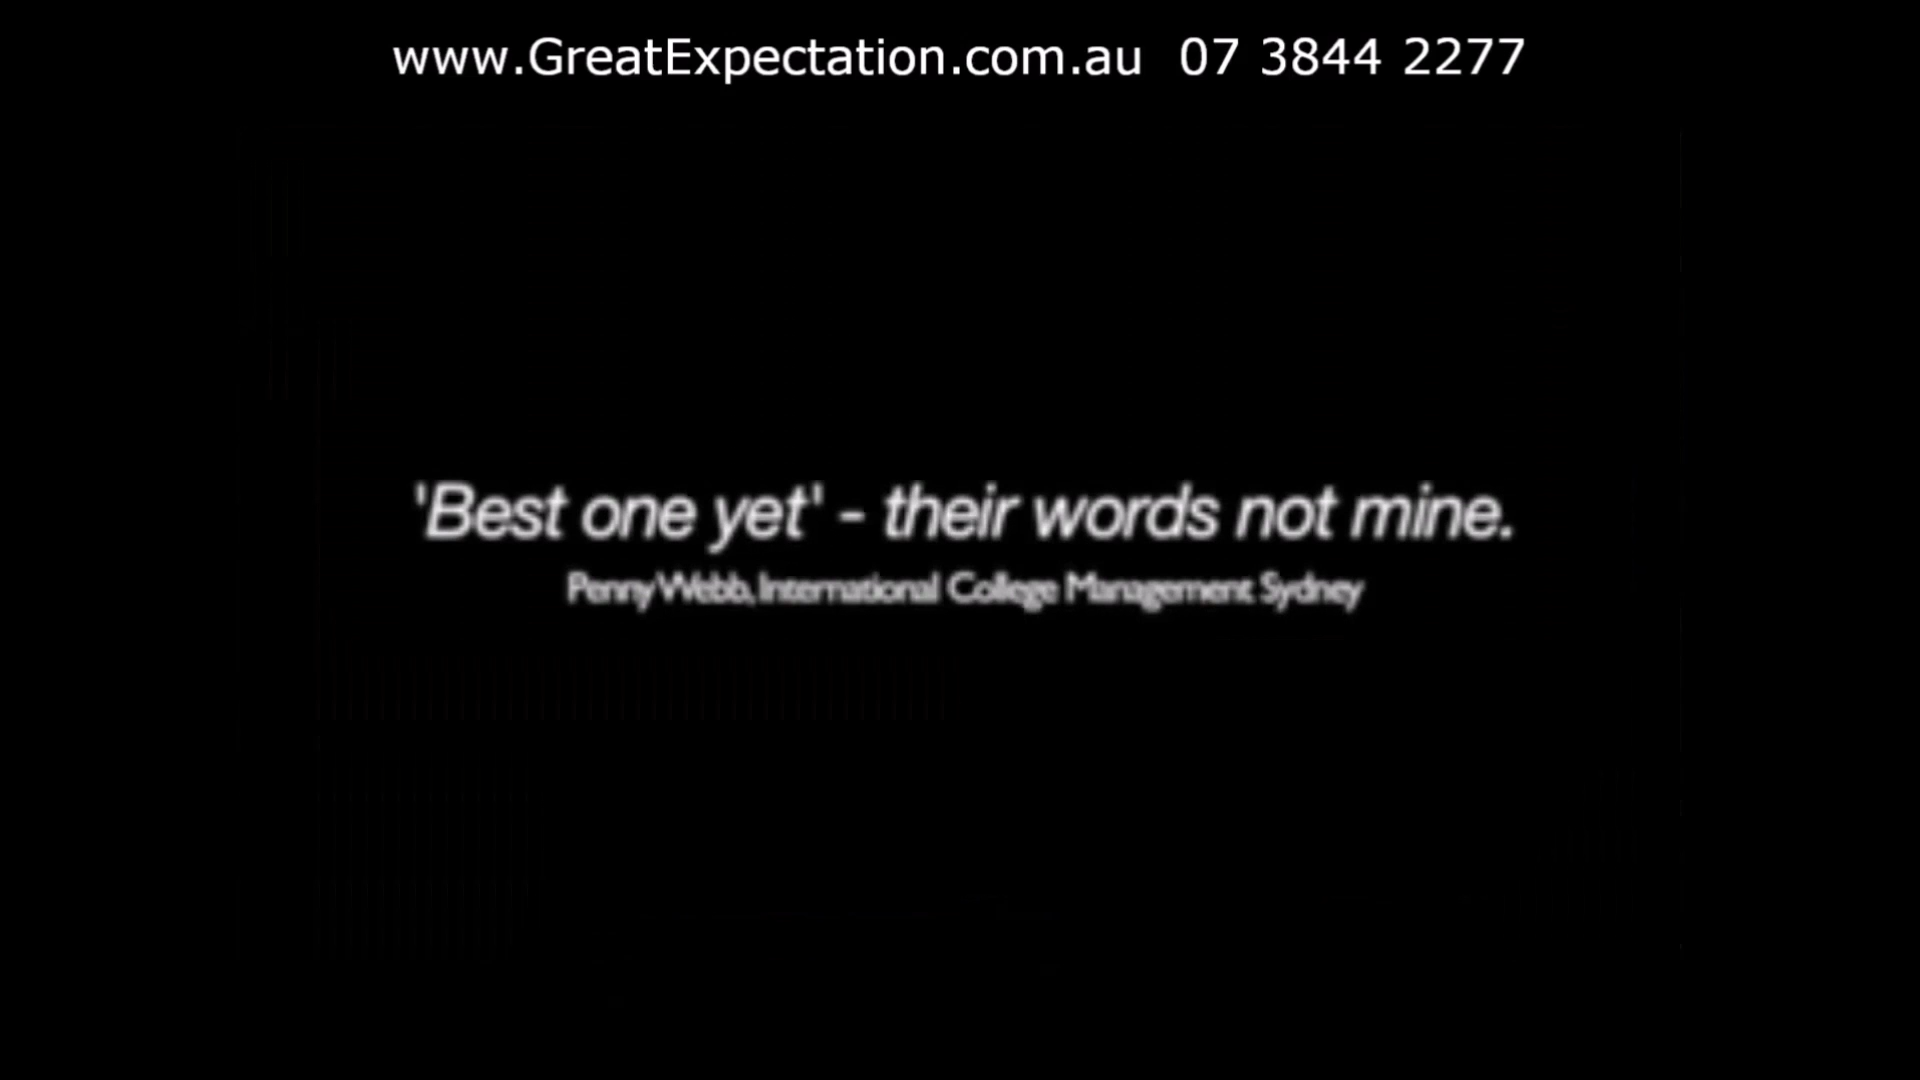 www.GreatExpectation.com.au 07 3844 2277
'Best one yet' - their words not mine.
Penny Webb, International College Management Sydney